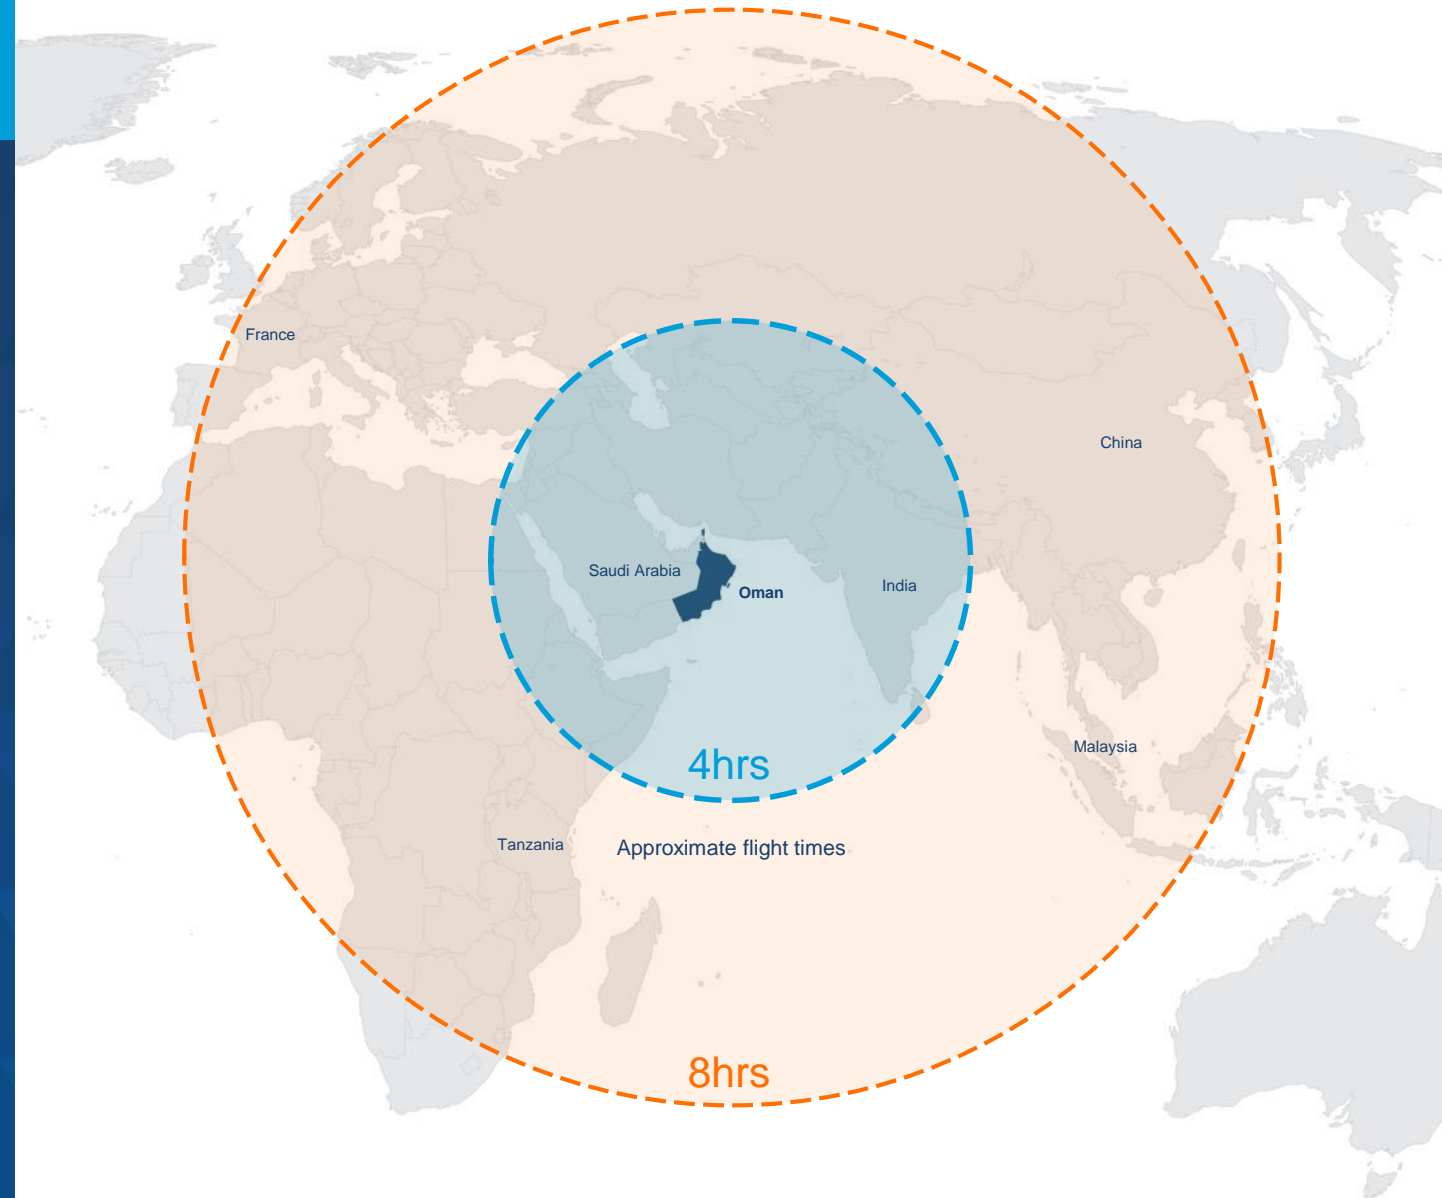 France
China
Saudi Arabia
India
Oman
Malaysia
4hrs
Tanzania
Approximate flight times
8hrs